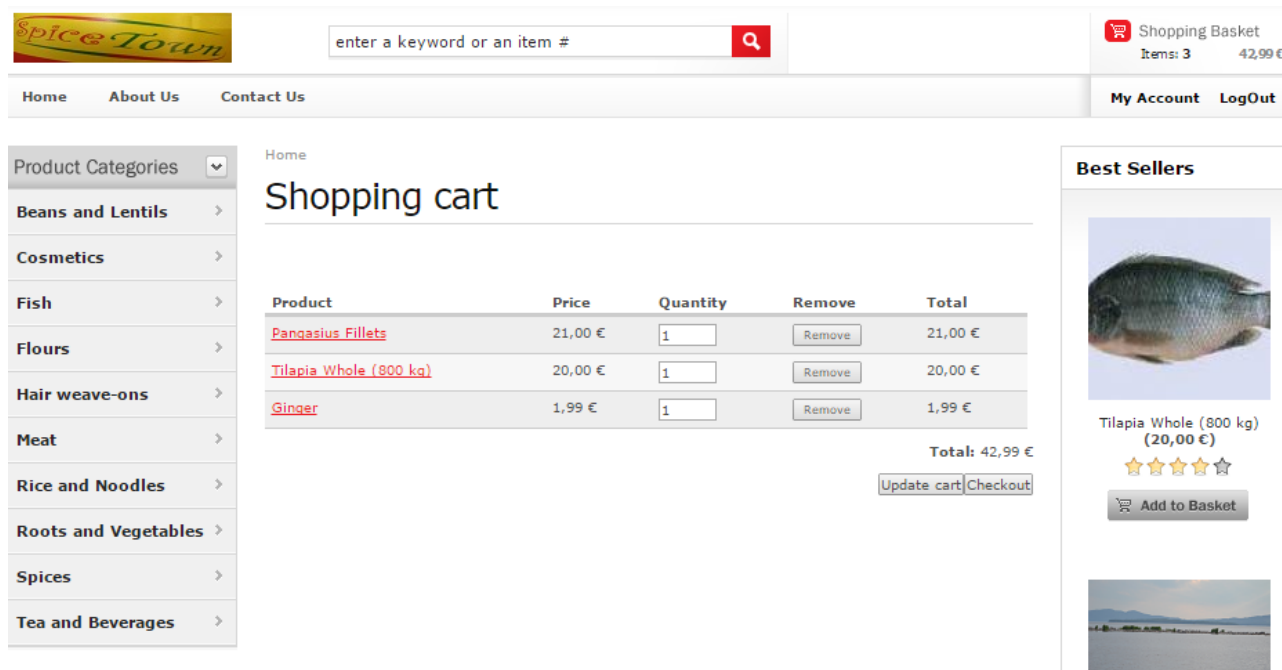 Spice Town
enter a keyword or an item #
Shopping Basket
Items: 3 42,99 €
Home About Us Contact Us
My Account LogOut
Product Categories
Beans and Lentils
Cosmetics
Fish
Flours
Hair weave-ons
Meat
Rice and Noodles
Roots and Vegetables
Spices
Tea and Beverages
Home
Shopping cart
Product Price Quantity Remove Total
Pangasius Fillets 21,00 € 1 Remove 21,00 €
Tilapia Whole (800 kg) 20,00 € 1 Remove 20,00 €
Ginger 1,99 € 1 Remove 1,99 €
Total: 42,99 €
Update cart Checkout
Best Sellers
Tilapia Whole (800 kg)
(20,00 €)
Add to Basket